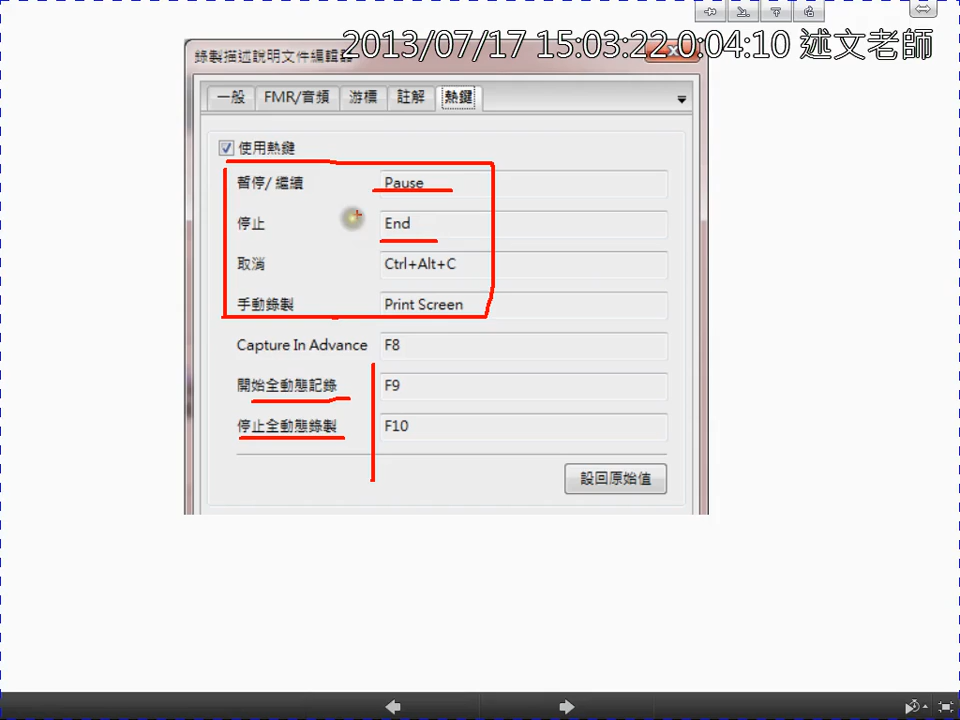 2013/07/17 15:03:22 0:04:10 述文老師
錄製描述說明文件編輯器
一般 FMR/音頻 游標 註解 熱鍵
使用熱鍵
暫停/ 繼續 Pause
停止 End
取消 Ctrl+Alt+C
手動錄製 Print Screen
Capture In Advance F8
開始全動態記錄 F9
停止全動態錄製 F10
設回原始值